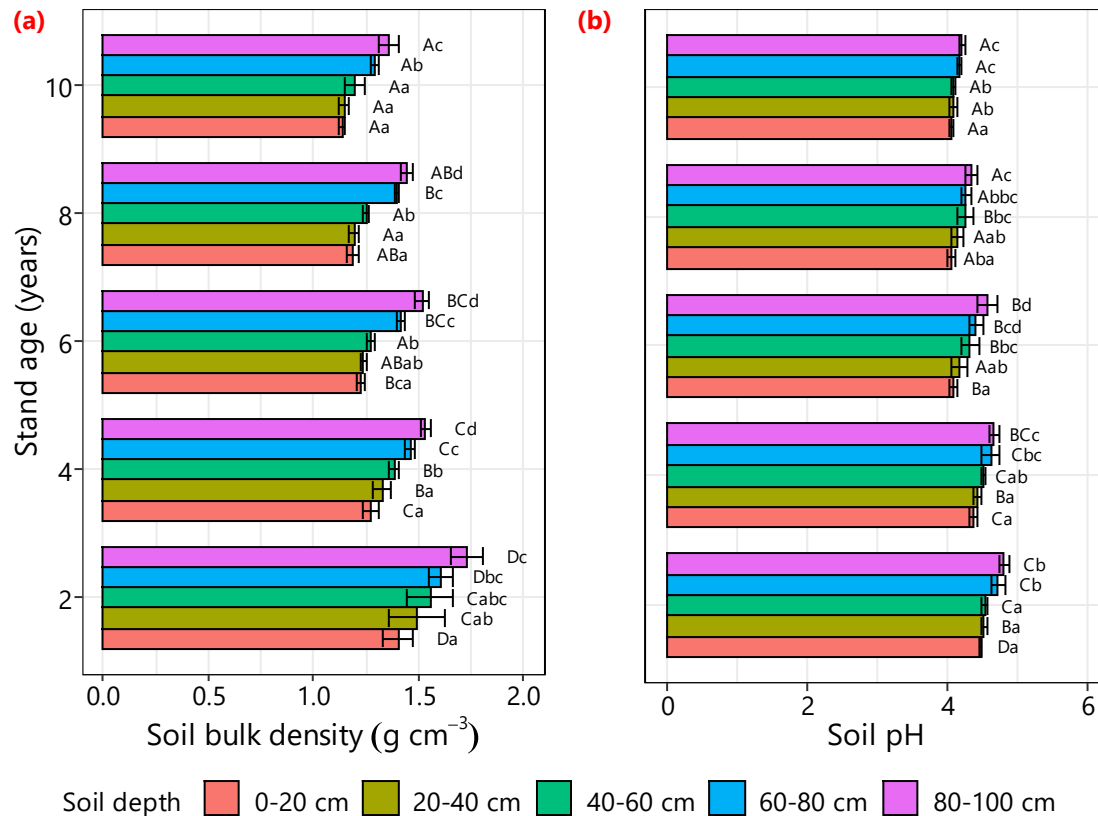 (a)
Stand age (years)
10
8
6
4
2
Ac
Ab
Aa
Aa
Aa
ABd
Bc
Ab
Aa
ABa
BCd
BCc
Ab
ABab
Bca
Cd
Cc
Bb
Ba
Ca
Dc
Dbc
Cabc
Cab
Da
0.0 0.5 1.0 1.5 2.0
Soil bulk density (g cm⁻³)
(b)
Ac
Ac
Ab
Ab
Aa
Ac
Abbc
Bbc
Aab
Aba
Bd
Bcd
Bbc
Aab
Ba
BCc
Cbc
Cab
Ba
Ca
Cb
Cb
Ca
Ba
Da
0 2 4 6
Soil pH
Soil depth 0-20 cm 20-40 cm 40-60 cm 60-80 cm 80-100 cm